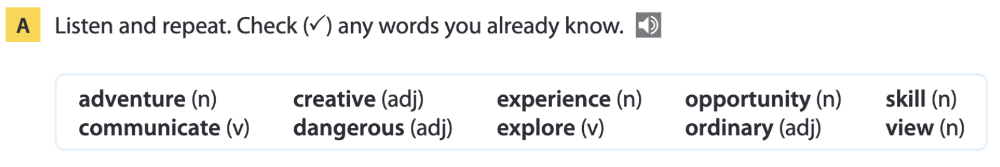 A Listen and repeat. Check (✓) any words you already know.
adventure (n) creative (adj) experience (n) opportunity (n) skill (n)
communicate (v) dangerous (adj) explore (v) ordinary (adj) view (n)